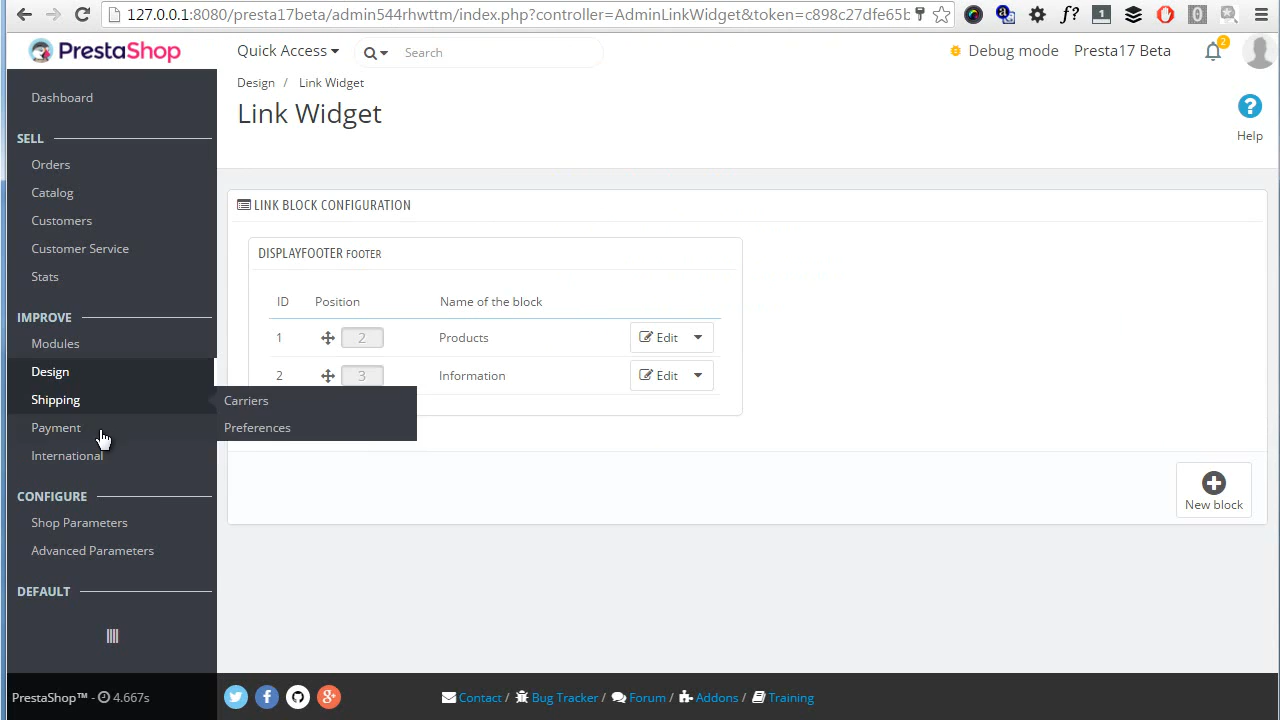 127.0.0.1:8080/presta17beta/admin544rhwttm/index.php?controller=AdminLinkWidget&token=c898c27dfe65b
PrestaShop
Quick Access
Search
Debug mode
Presta17 Beta
2
Dashboard
Design / Link Widget
Link Widget
Help
SELL
Orders
Catalog
Customers
Customer Service
Stats
IMPROVE
Modules
Design
Shipping
Carriers
Payment
Preferences
International
CONFIGURE
Shop Parameters
Advanced Parameters
DEFAULT
LINK BLOCK CONFIGURATION
DISPLAYFOOTER FOOTER
ID Position Name of the block
1 2 Products Edit
2 3 Information Edit
New block
PrestaShop™ - 4.667s
Contact / Bug Tracker / Forum / Addons / Training